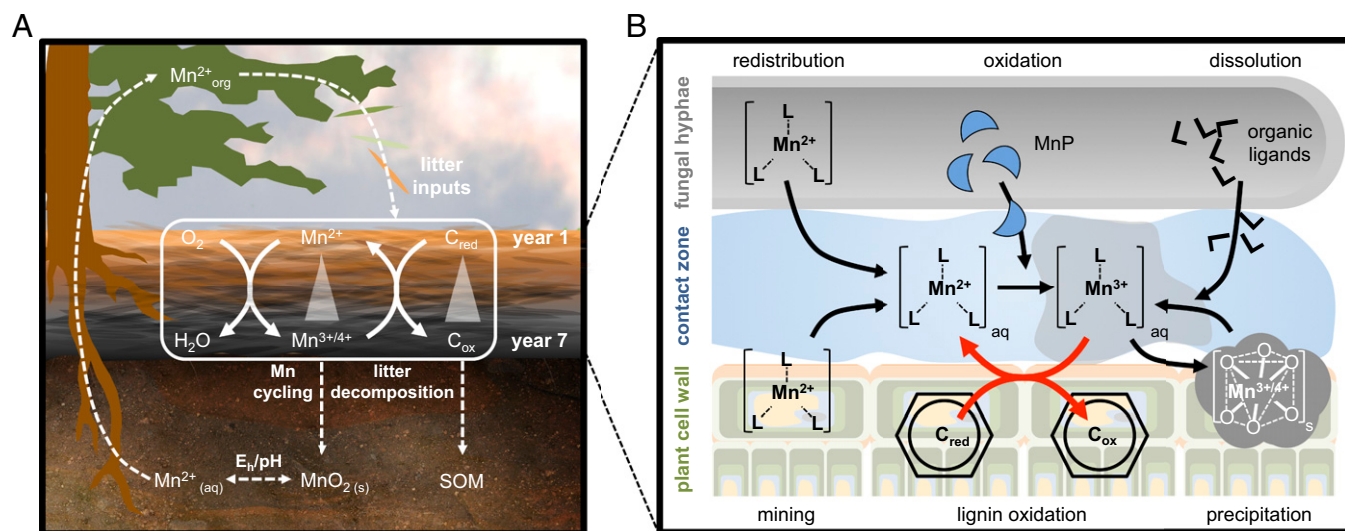 A
Mn2+org
litter
inputs
O2 Mn2+ Cred year 1
H2O Mn3+/4+ Cox year 7
Mn
cycling
litter
decomposition
Eh/pH
Mn2+(aq) MnO2 (s) SOM
B
redistribution oxidation dissolution
fungal hyphae
contact zone
plant cell wall
L
Mn2+
L L
MnP
organic
ligands
L
Mn2+
L L
aq
L
Mn3+
L L
aq
L
Mn2+
L L
Cred
Cox
O O O
Mn3+/4+
O O O
s
mining lignin oxidation precipitation